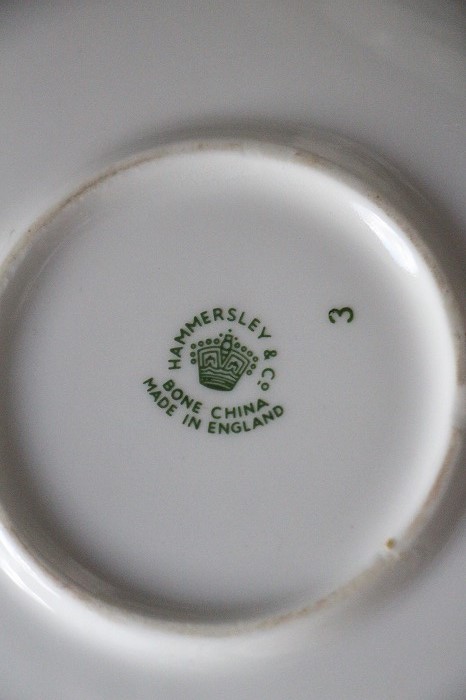 HAMMERSLEY & Co.
BONE CHINA
MADE IN ENGLAND
3